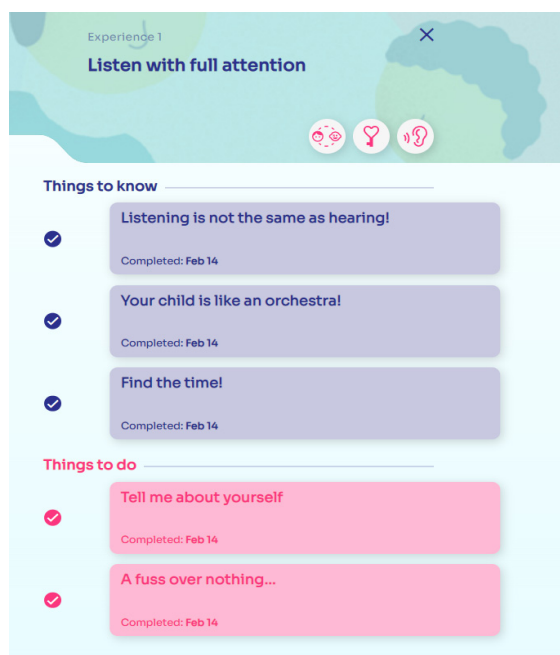 Experience 1
Listen with full attention
Things to know
Listening is not the same as hearing!
Completed: Feb 14
Your child is like an orchestra!
Completed: Feb 14
Find the time!
Completed: Feb 14
Things to do
Tell me about yourself
Completed: Feb 14
A fuss over nothing...
Completed: Feb 14